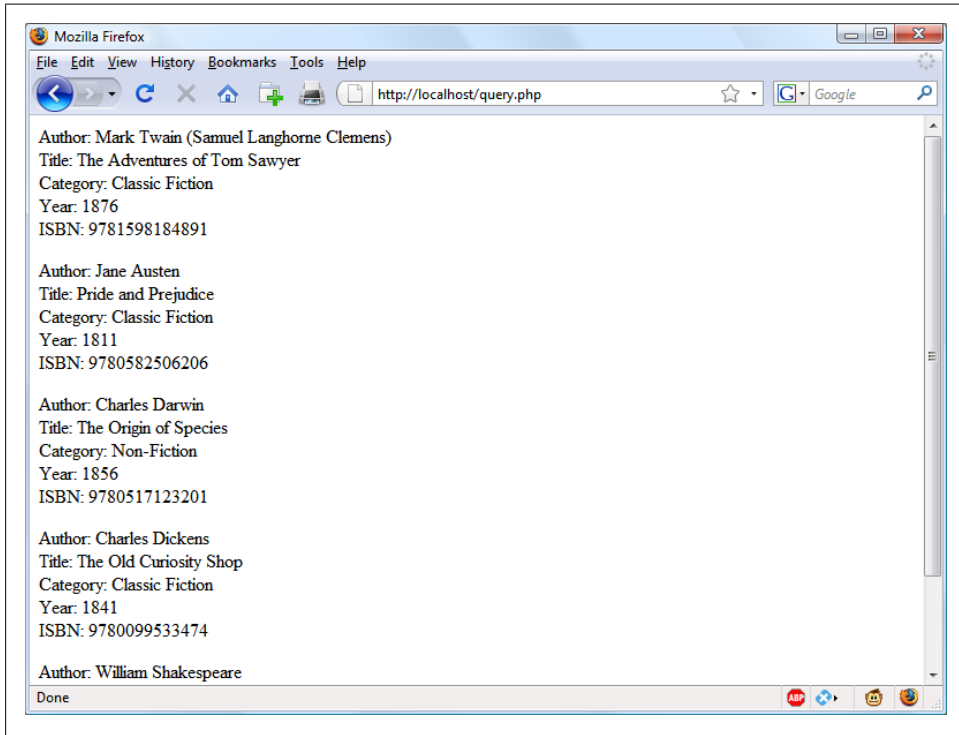 Mozilla Firefox
File Edit View History Bookmarks Tools Help
http://localhost/query.php
G Google
Author: Mark Twain (Samuel Langhorne Clemens)
Title: The Adventures of Tom Sawyer
Category: Classic Fiction
Year: 1876
ISBN: 9781598184891
Author: Jane Austen
Title: Pride and Prejudice
Category: Classic Fiction
Year: 1811
ISBN: 9780582506206
Author: Charles Darwin
Title: The Origin of Species
Category: Non-Fiction
Year: 1856
ISBN: 9780517123201
Author: Charles Dickens
Title: The Old Curiosity Shop
Category: Classic Fiction
Year: 1841
ISBN: 9780099533474
Author: William Shakespeare
Done
ABP